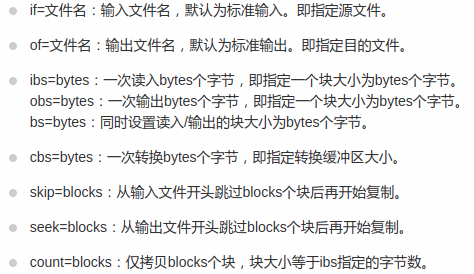 if=文件名：输入文件名，默认为标准输入。即指定源文件。
of=文件名：输出文件名，默认为标准输出。即指定目的文件。
ibs=bytes：一次读入bytes个字节，即指定一个块大小为bytes个字节。
obs=bytes：一次输出bytes个字节，即指定一个块大小为bytes个字节。
bs=bytes：同时设置读入/输出的块大小为bytes个字节。
cbs=bytes：一次转换bytes个字节，即指定转换缓冲区大小。
skip=blocks：从输入文件开头跳过blocks个块后再开始复制。
seek=blocks：从输出文件开头跳过blocks个块后再开始复制。
count=blocks：仅拷贝blocks个块，块大小等于ibs指定的字节数。